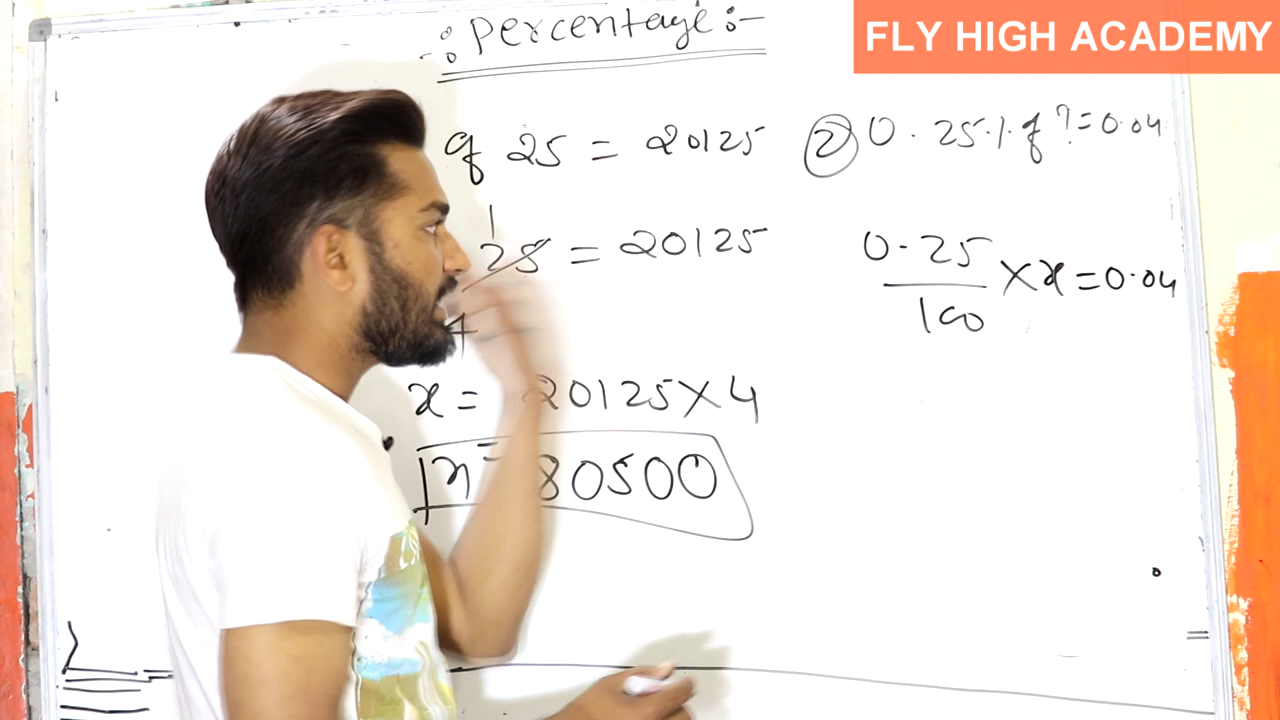 FLY HIGH ACADEMY
:- Percentage :-
of 25 = 20125
1
25 = 20125
4
x = 20125 × 4
x = 80500
② 0.25% of ? = 0.04
0.25
100
× x = 0.04